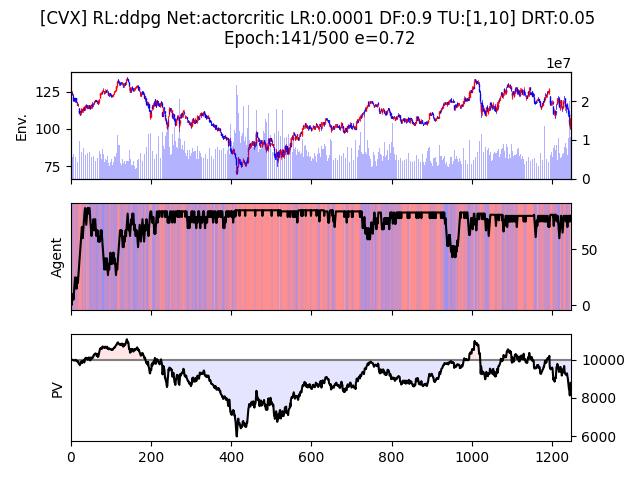 [CVX] RL:ddpg Net:actorcritic LR:0.0001 DF:0.9 TU:[1,10] DRT:0.05
Epoch:141/500 e=0.72
1e7
125
100
75
Env.
2
1
0
Agent
50
0
PV
10000
8000
6000
0 200 400 600 800 1000 1200